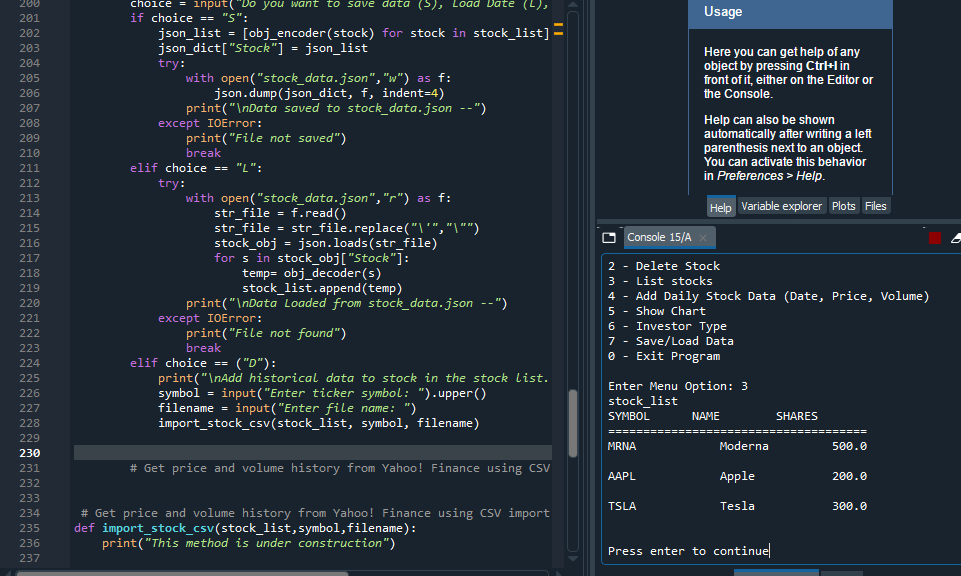 200 choice = input("Do you want to save data (S), Load Date (L),
201 if choice == "S":
202 json_list = [obj_encoder(stock) for stock in stock_list]
203 json_dict["Stock"] = json_list
204 try:
205 with open("stock_data.json","w") as f:
206 json.dump(json_dict, f, indent=4)
207 print("\nData saved to stock_data.json --")
208 except IOError:
209 print("File not saved")
210 break
211 elif choice == "L":
212 try:
213 with open("stock_data.json","r") as f:
214 str_file = f.read()
215 str_file = str_file.replace("\'","\"")
216 stock_obj = json.loads(str_file)
217 for s in stock_obj["Stock"]:
218 temp= obj_decoder(s)
219 stock_list.append(temp)
220 print("\nData Loaded from stock_data.json --")
221 except IOError:
222 print("File not found")
223 break
224 elif choice == ("D"):
225 print("\nAdd historical data to stock in the stock list.
226 symbol = input("Enter ticker symbol: ").upper()
227 filename = input("Enter file name: ")
228 import_stock_csv(stock_list, symbol, filename)
229
230
231 # Get price and volume history from Yahoo! Finance using CSV
232
233
234 # Get price and volume history from Yahoo! Finance using CSV import
235 def import_stock_csv(stock_list,symbol,filename):
236 print("This method is under construction")
237
Usage
Here you can get help of any
object by pressing Ctrl+I in
front of it, either on the Editor or
the Console.
Help can also be shown
automatically after writing a left
parenthesis next to an object.
You can activate this behavior
in Preferences > Help.
Help Variable explorer Plots Files
Console 15/A
2 - Delete Stock
3 - List stocks
4 - Add Daily Stock Data (Date, Price, Volume)
5 - Show Chart
6 - Investor Type
7 - Save/Load Data
0 - Exit Program
Enter Menu Option: 3
stock_list
SYMBOL NAME SHARES
=====================================
MRNA Moderna 500.0
AAPL Apple 200.0
TSLA Tesla 300.0
Press enter to continue